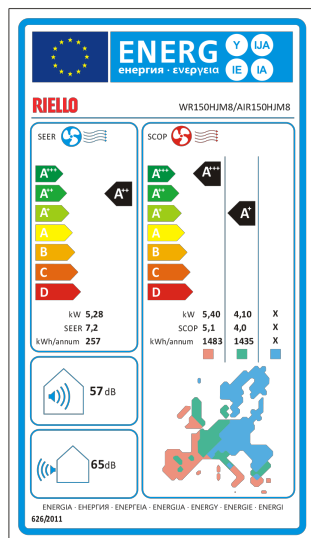 ENERG
енергия · ενεργεια
Y IJA
IE IA
RIELLO
WR150HJM8/AIR150HJM8
SEER
SCOP
A+++
A++
A+
A
B
C
D
A++
A+++
A++
A+
A
B
C
D
A+++
A+
kW 5,28
SEER 7,2
kWh/annum 257
kW 5,40 4,10 X
SCOP 5,1 4,0 X
kWh/annum 1483 1435 X
57 dB
65dB
ENERGIA · ЕНЕРГИЯ · ΕΝΕΡΓΕΙΑ · ENERGIJA · ENERGY · ENERGIE · ENERGI
626/2011